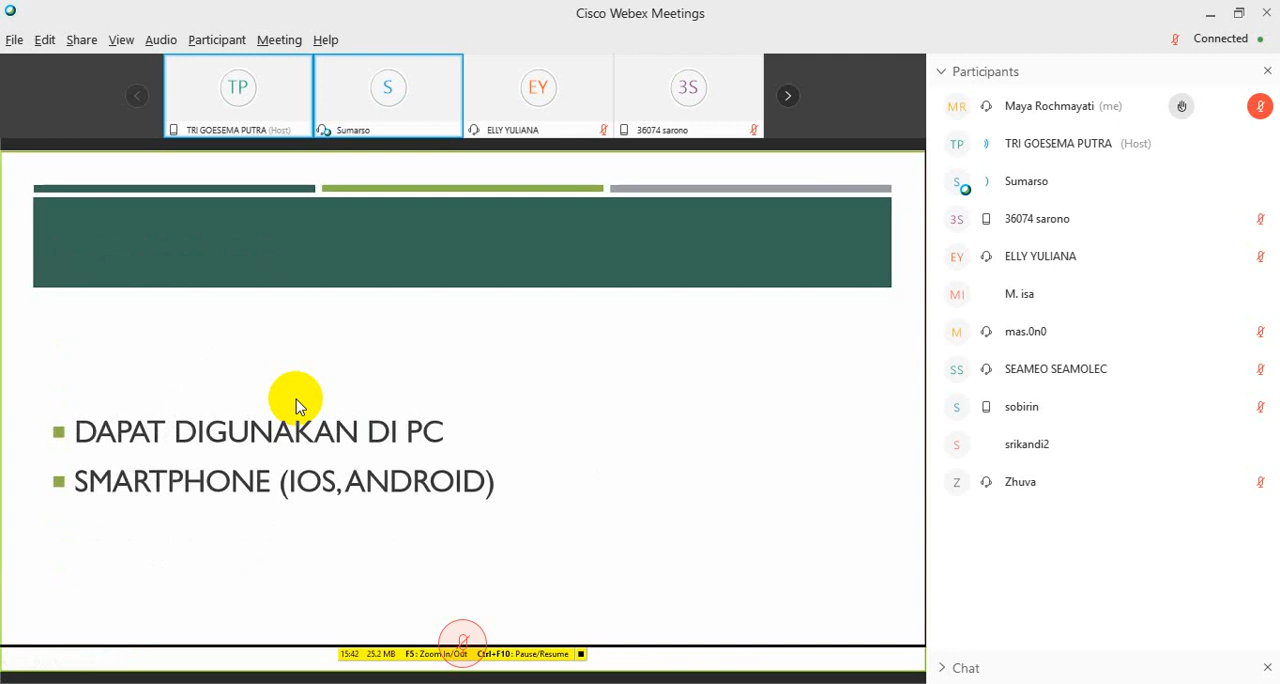 Cisco Webex Meetings
File Edit Share View Audio Participant Meeting Help
Connected
TP
S
EY
3S
TRI GOESEMA PUTRA (Host)
Sumarso
ELLY YULIANA
36074 sarono
DAPAT DIGUNAKAN DI PC
SMARTPHONE (IOS, ANDROID)
15:42 25.2 MB F5: Zoom In/Out Ctrl+F10: Pause/Resume
Participants
MR Maya Rochmayati (me)
TP TRI GOESEMA PUTRA (Host)
S Sumarso
3S 36074 sarono
EY ELLY YULIANA
MI M. isa
M mas.0n0
SS SEAMEO SEAMOLEC
S sobirin
S srikandi2
Z Zhuva
Chat